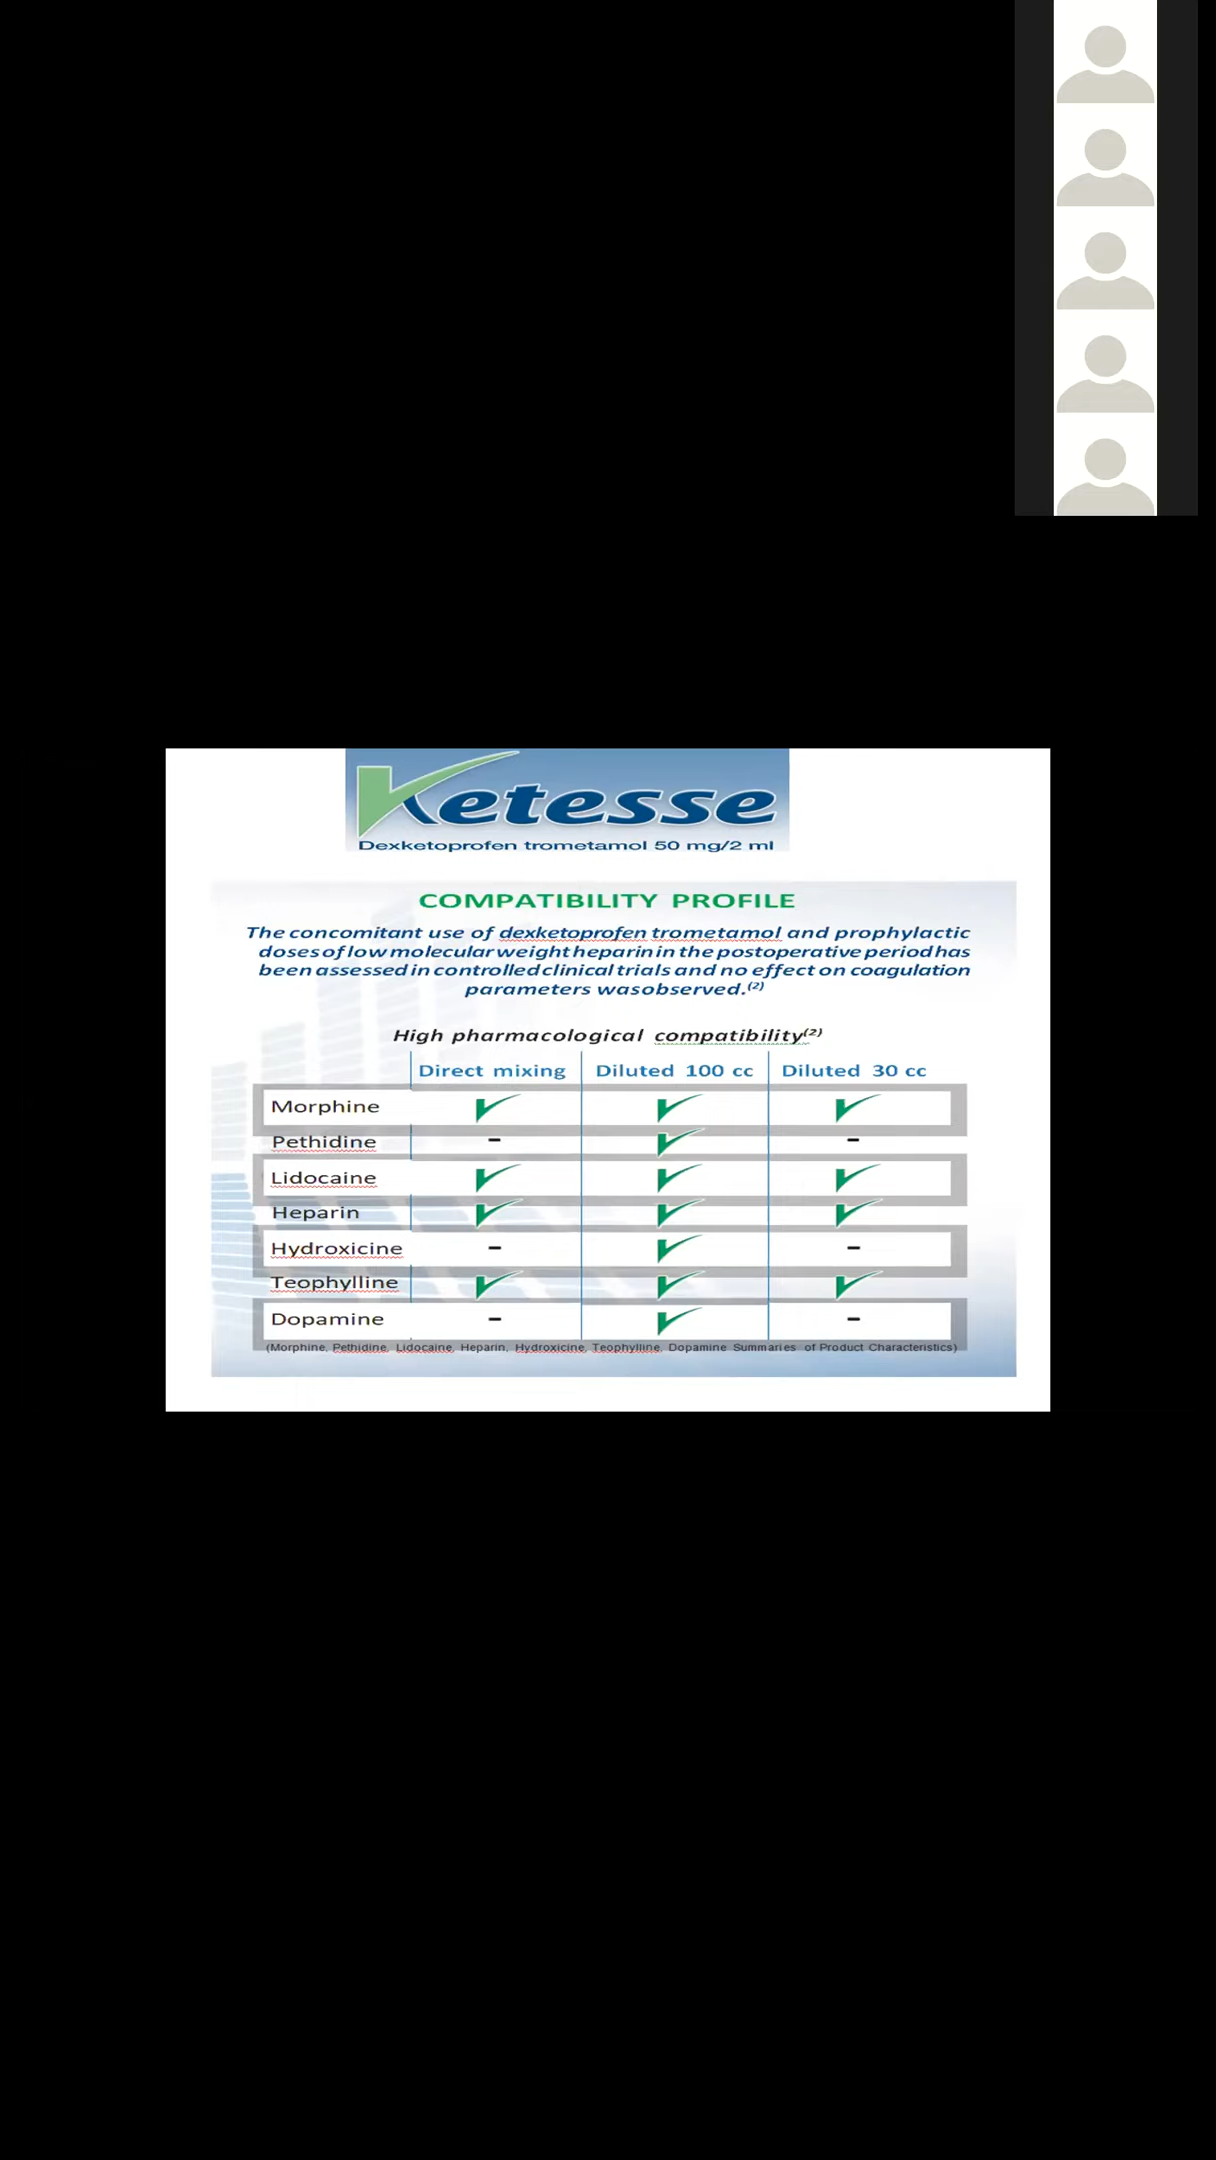 Ketesse
Dexketoprofen trometamol 50 mg/2 ml
COMPATIBILITY PROFILE
The concomitant use of dexketoprofen trometamol and prophylactic
doses of low molecular weight heparin in the postoperative period has
been assessed in controlled clinical trials and no effect on coagulation
parameters wasobserved.(2)
High pharmacological compatibility(2)
Direct mixing Diluted 100 cc Diluted 30 cc
Morphine ✓ ✓ ✓
Pethidine - ✓ -
Lidocaine ✓ ✓ ✓
Heparin ✓ ✓ ✓
Hydroxicine - ✓ -
Teophylline ✓ ✓ ✓
Dopamine - ✓ -
(Morphine, Pethidine, Lidocaine, Heparin, Hydroxicine, Teophylline, Dopamine Summaries of Product Characteristics)